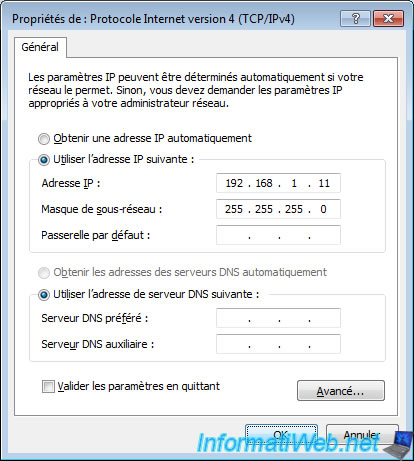 Propriétés de : Protocole Internet version 4 (TCP/IPv4)
Général
Les paramètres IP peuvent être déterminés automatiquement si votre
réseau le permet. Sinon, vous devez demander les paramètres IP
appropriés à votre administrateur réseau.
Obtenir une adresse IP automatiquement
Utiliser l'adresse IP suivante :
Adresse IP : 192 . 168 . 1 . 11
Masque de sous-réseau : 255 . 255 . 255 . 0
Passerelle par défaut : . . .
Obtenir les adresses des serveurs DNS automatiquement
Utiliser l'adresse de serveur DNS suivante :
Serveur DNS préféré : . . .
Serveur DNS auxiliaire : . . .
Valider les paramètres en quittant
Avancé...
OK Annuler
InformatiWeb.net